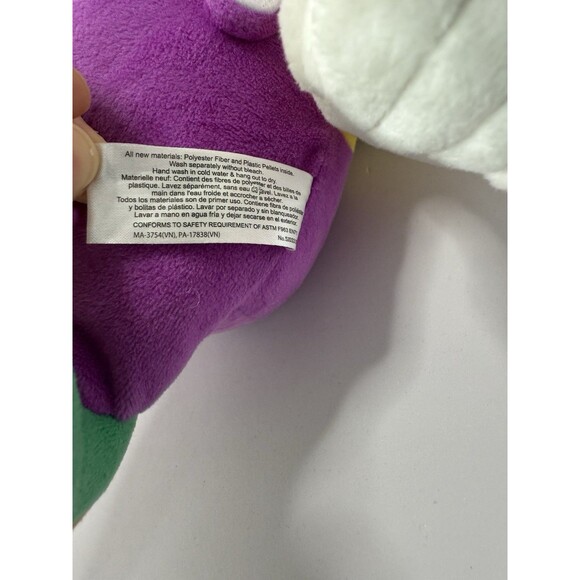 All new materials: Polyester Fiber and Plastic Pellets inside.
Wash separately without bleach.
Hand wash in cold water & hang out to dry.
Materielle neuf: Contient des fibres de polyester et des billes de
plastique. Lavez séparément, sans eau de javel. Lavez à la
main dans l'eau froide et accrocher a sécher.
Todos los materiales son de primer uso. Contiene fibra de
y bolitas de plástico. Lavar por separado y sin blanqueador.
Lavar a mano en agua fria y dejar secar en el exterior.
CONFORMS TO SAFETY REQUIREMENT OF ASTM F963
MA-3754(VN), PA-17838(VN)